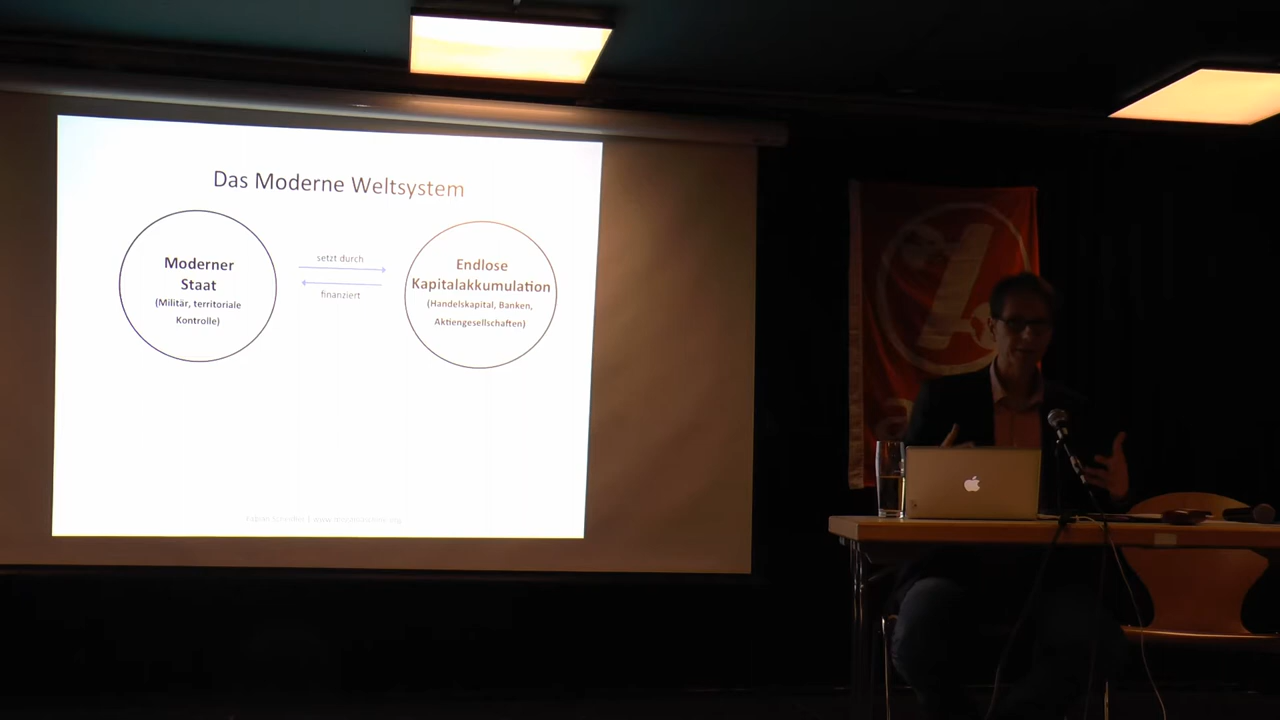 Das Moderne Weltsystem
Moderner
Staat
(Militär, territoriale
Kontrolle)
setzt durch
finanziert
Endlose
Kapitalakkumulation
(Handelskapital, Banken,
Aktiengesellschaften)